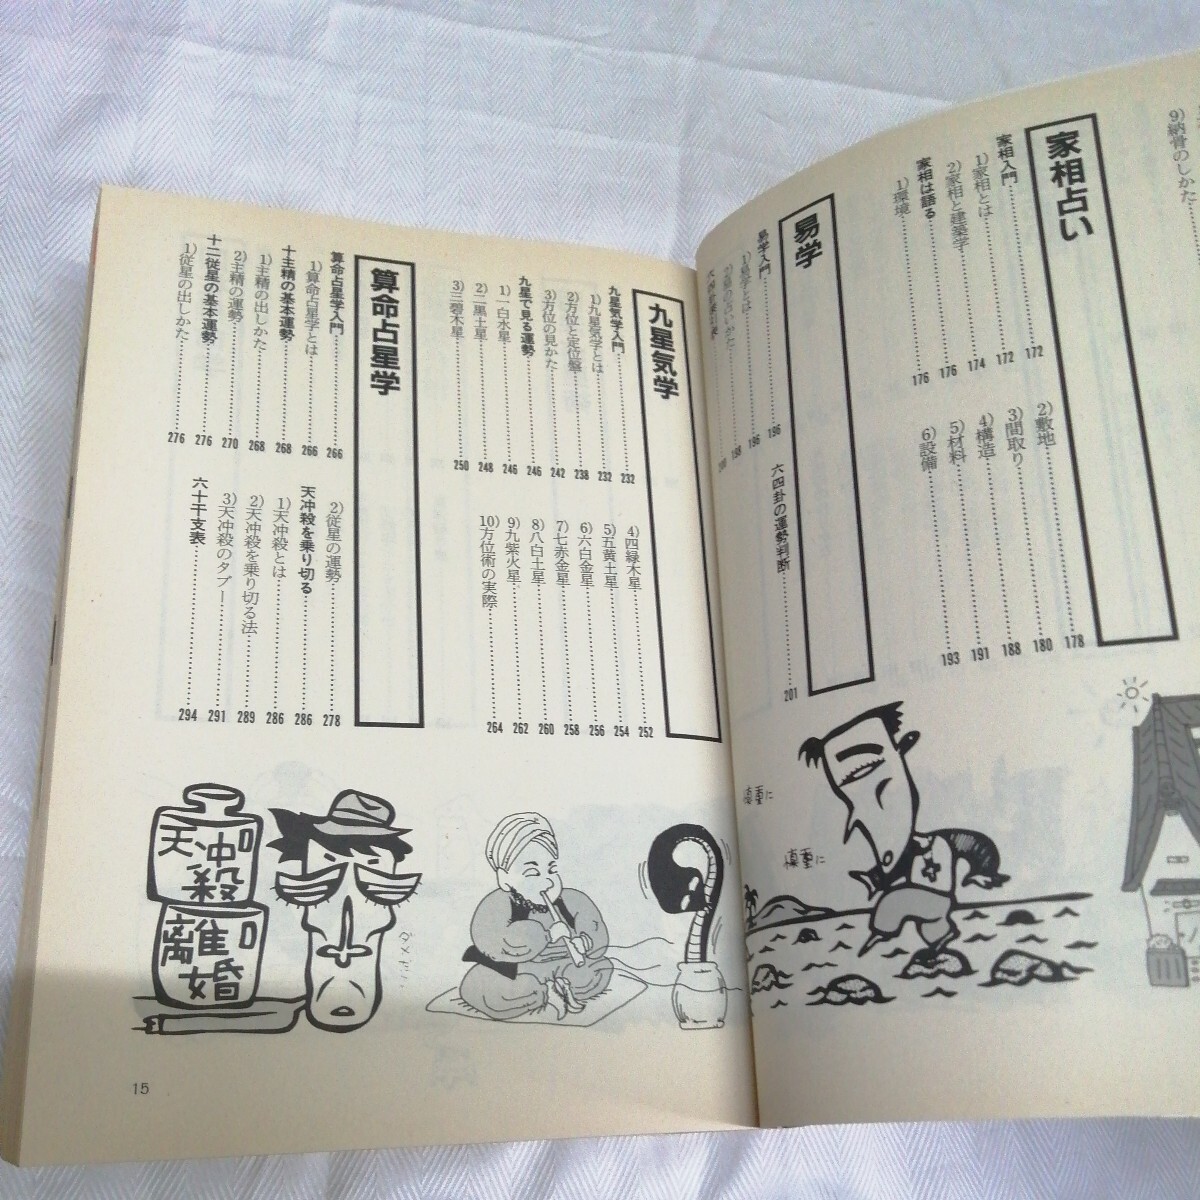 9)納骨のしかた
家相占い
家相入門 172
1)家相とは 172
2)家相と建築学 174
家相は語る 176
1)環境 176
2)敷地 178
3)間取り 180
4)構造 188
5)材料 191
6)設備 193
易学
易学入門 196
1)易学とは 196
2)易の占いかた 198
六四卦の運勢判断 201
慎重に
慎重に
九星気学
九星気学入門 232
1)九星気学とは 232
2)方位と定位盤 238
3)方位の見かた 242
九星で見る運勢 246
1)一白水星 246
2)二黒土星 248
3)三碧木星 250
4)四緑木星 252
5)五黄土星 254
6)六白金星 256
7)七赤金星 258
8)八白土星 260
9)九紫火星 262
10)方位術の実際 264
算命占星学
算命占星学入門 266
1)算命占星学とは 266
十主精の基本運勢 268
1)主精の出しかた 268
2)主精の運勢 270
十二従星の基本運勢 276
1)従星の出しかた 276
2)従星の運勢 278
天冲殺を乗り切る 286
1)天冲殺とは 286
2)天冲殺を乗り切る法 289
3)天冲殺のタブー 291
六十干支表 294
天冲殺
離婚
15